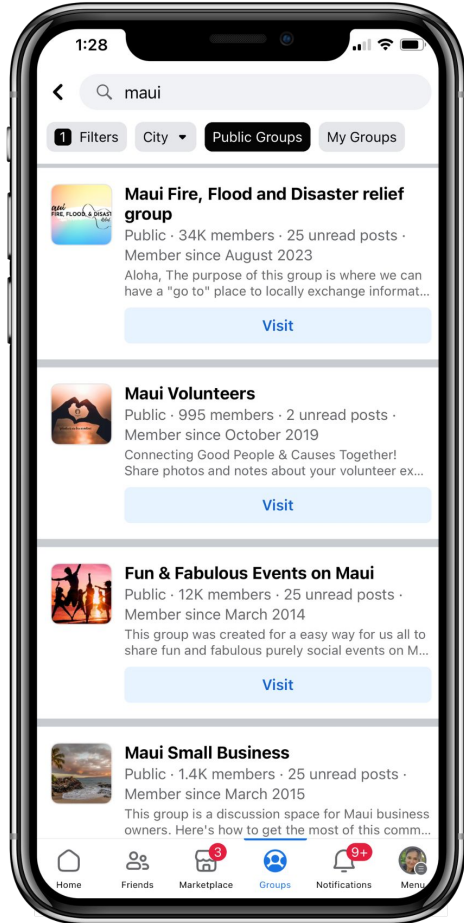 1:28
maui
1 Filters City Public Groups My Groups
Maui Fire, Flood and Disaster relief
group
Public · 34K members · 25 unread posts ·
Member since August 2023
Aloha, The purpose of this group is where we can
have a "go to" place to locally exchange informat...
Visit
Maui Volunteers
Public · 995 members · 2 unread posts ·
Member since October 2019
Connecting Good People & Causes Together!
Share photos and notes about your volunteer ex...
Visit
Fun & Fabulous Events on Maui
Public · 12K members · 25 unread posts ·
Member since March 2014
This group was created for a easy way for us all to
share fun and fabulous purely social events on M...
Visit
Maui Small Business
Public · 1.4K members · 25 unread posts ·
Member since March 2015
This group is a discussion space for Maui business
owners. Here's how to get the most of this comm...
3 9+
Home Friends Marketplace Groups Notifications Menu